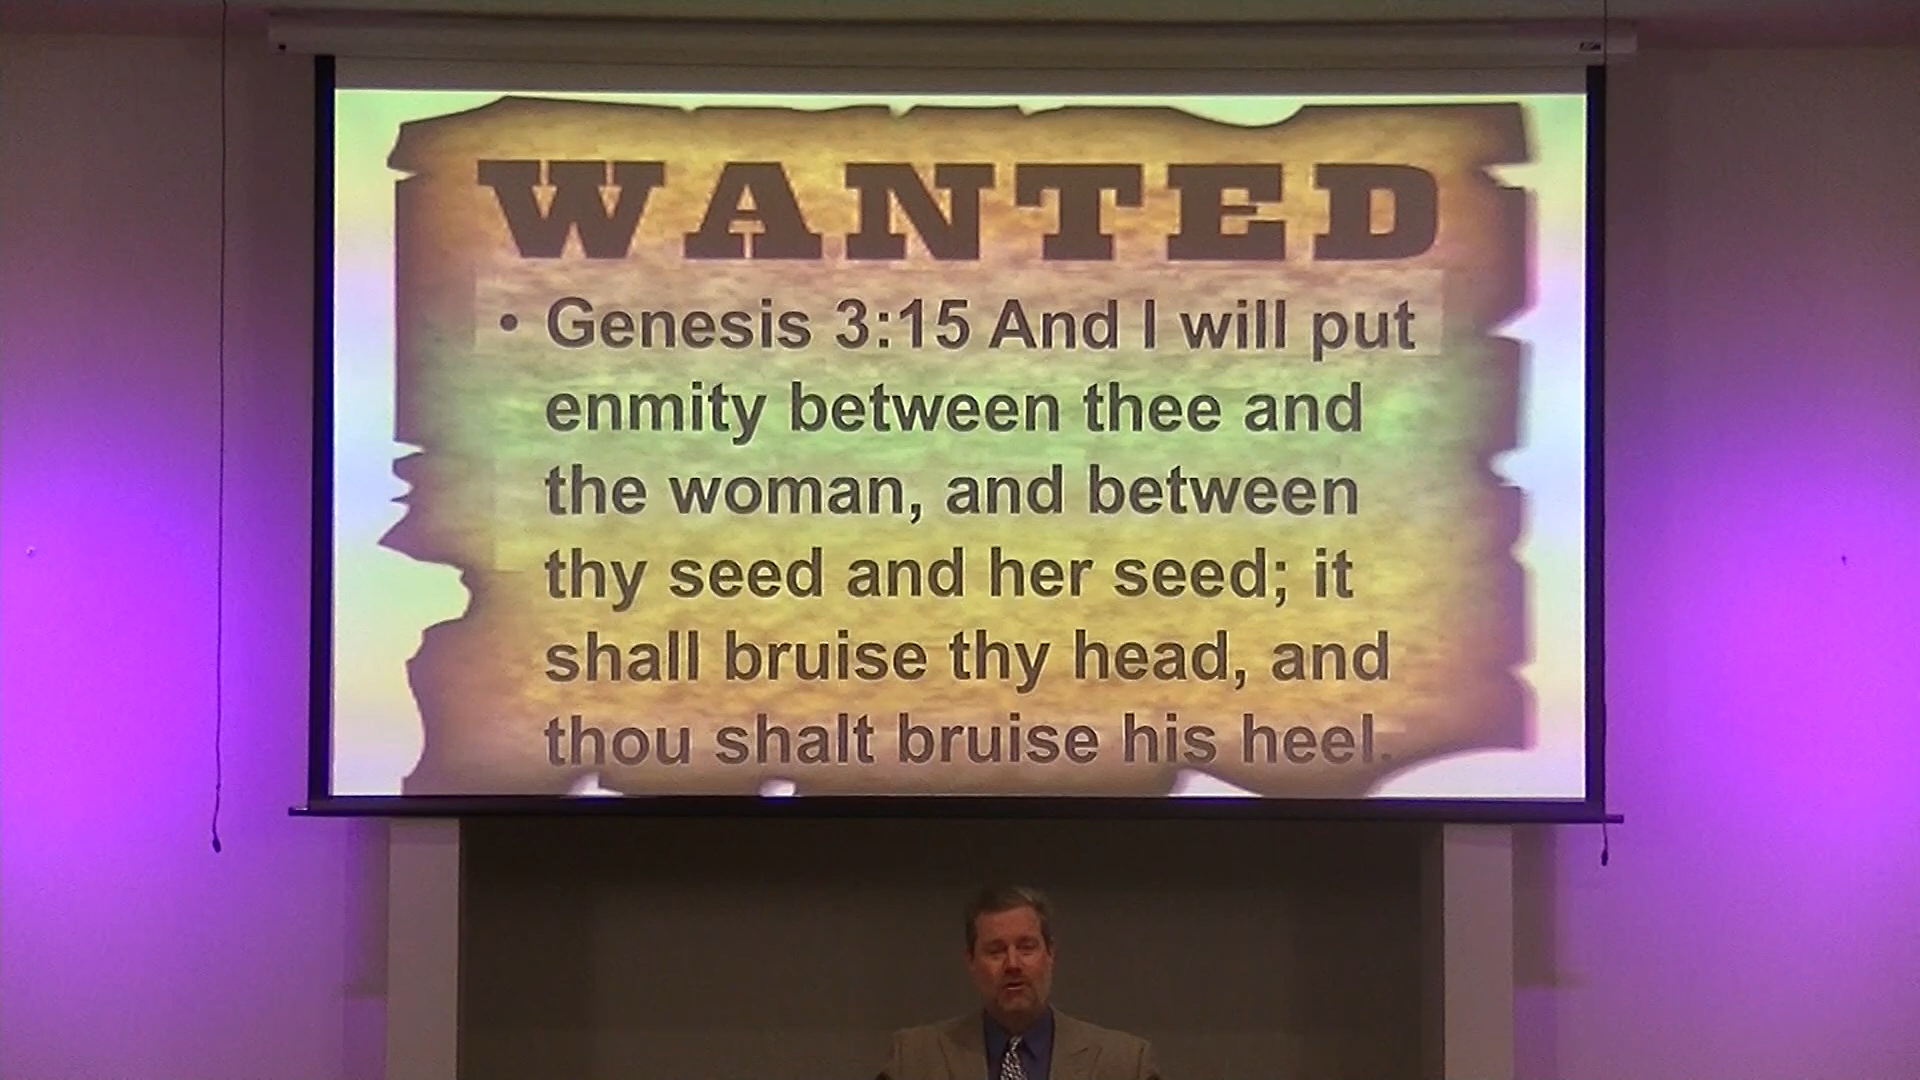 WANTED
• Genesis 3:15 And I will put
enmity between thee and
the woman, and between
thy seed and her seed; it
shall bruise thy head, and
thou shalt bruise his heel.